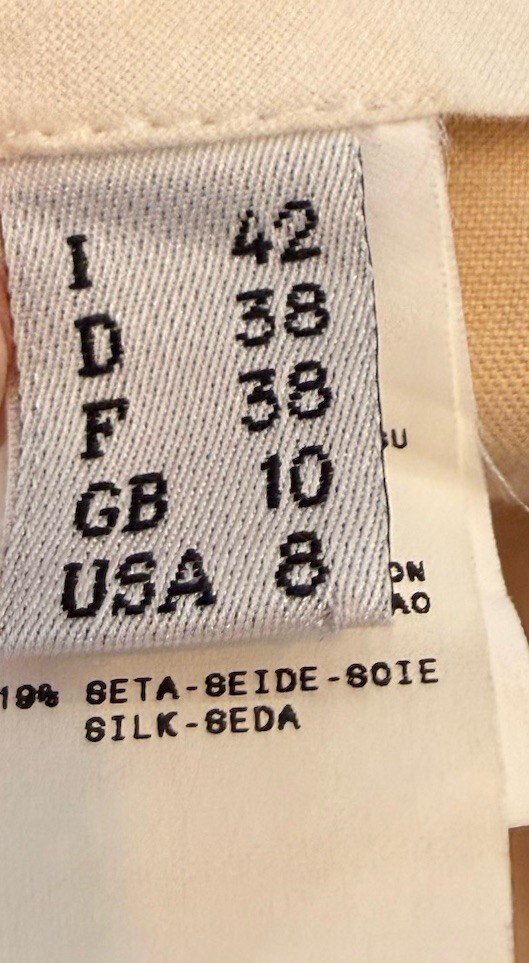 I 42
D 38
F 38
GB 10
USA 8
19% SETA-SEIDE-SOIE
SILK-SEDA